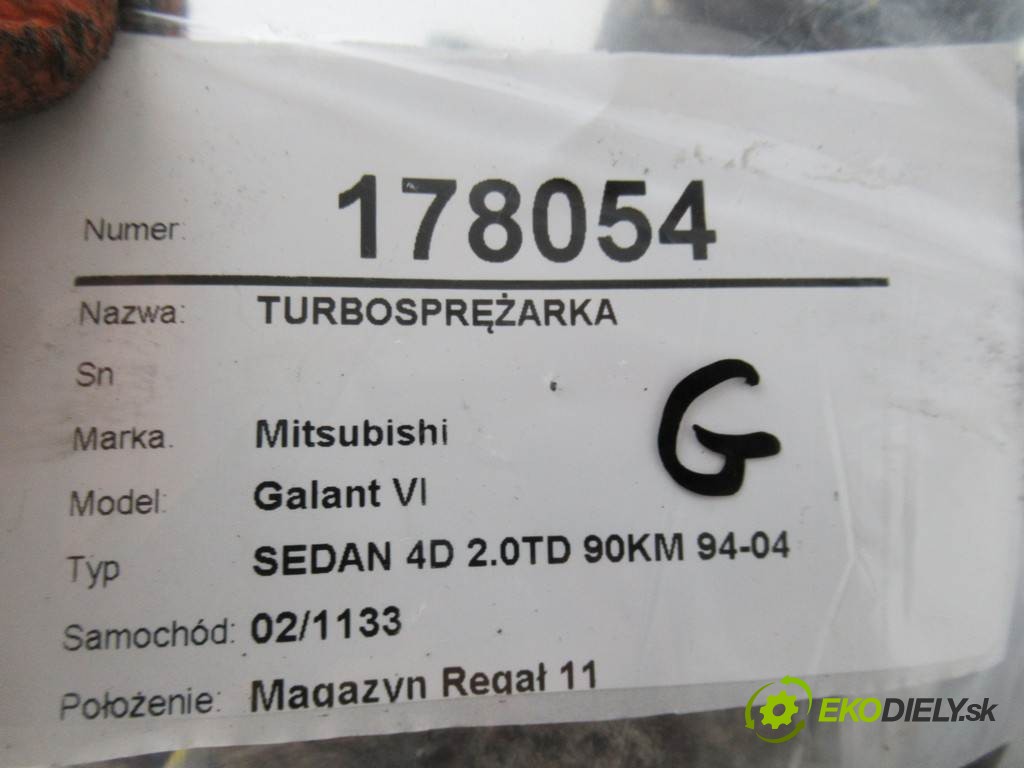 Numer: 178054
Nazwa: TURBOSPRĘŻARKA
Sn
Marka. Mitsubishi
G
Model: Galant VI
Typ SEDAN 4D 2.0TD 90KM 94-04
Samochód: 02/1133
Położenie: Magazyn Regał 11
EKODIELY.sk